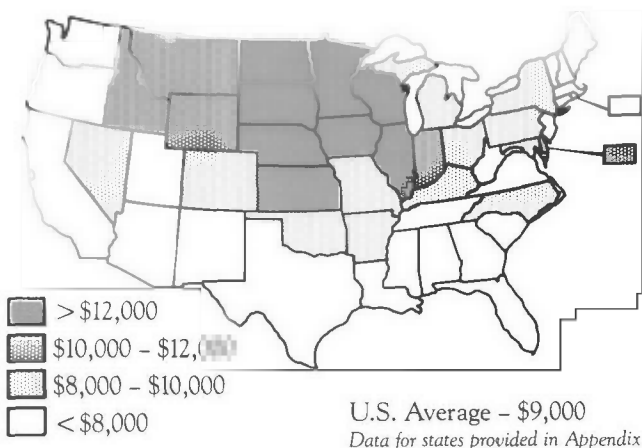 > $12,000
$10,000 –
$8,000 – $10,000
< $8,000
U.S. Average – $9,000
Data for states provided in Appendix